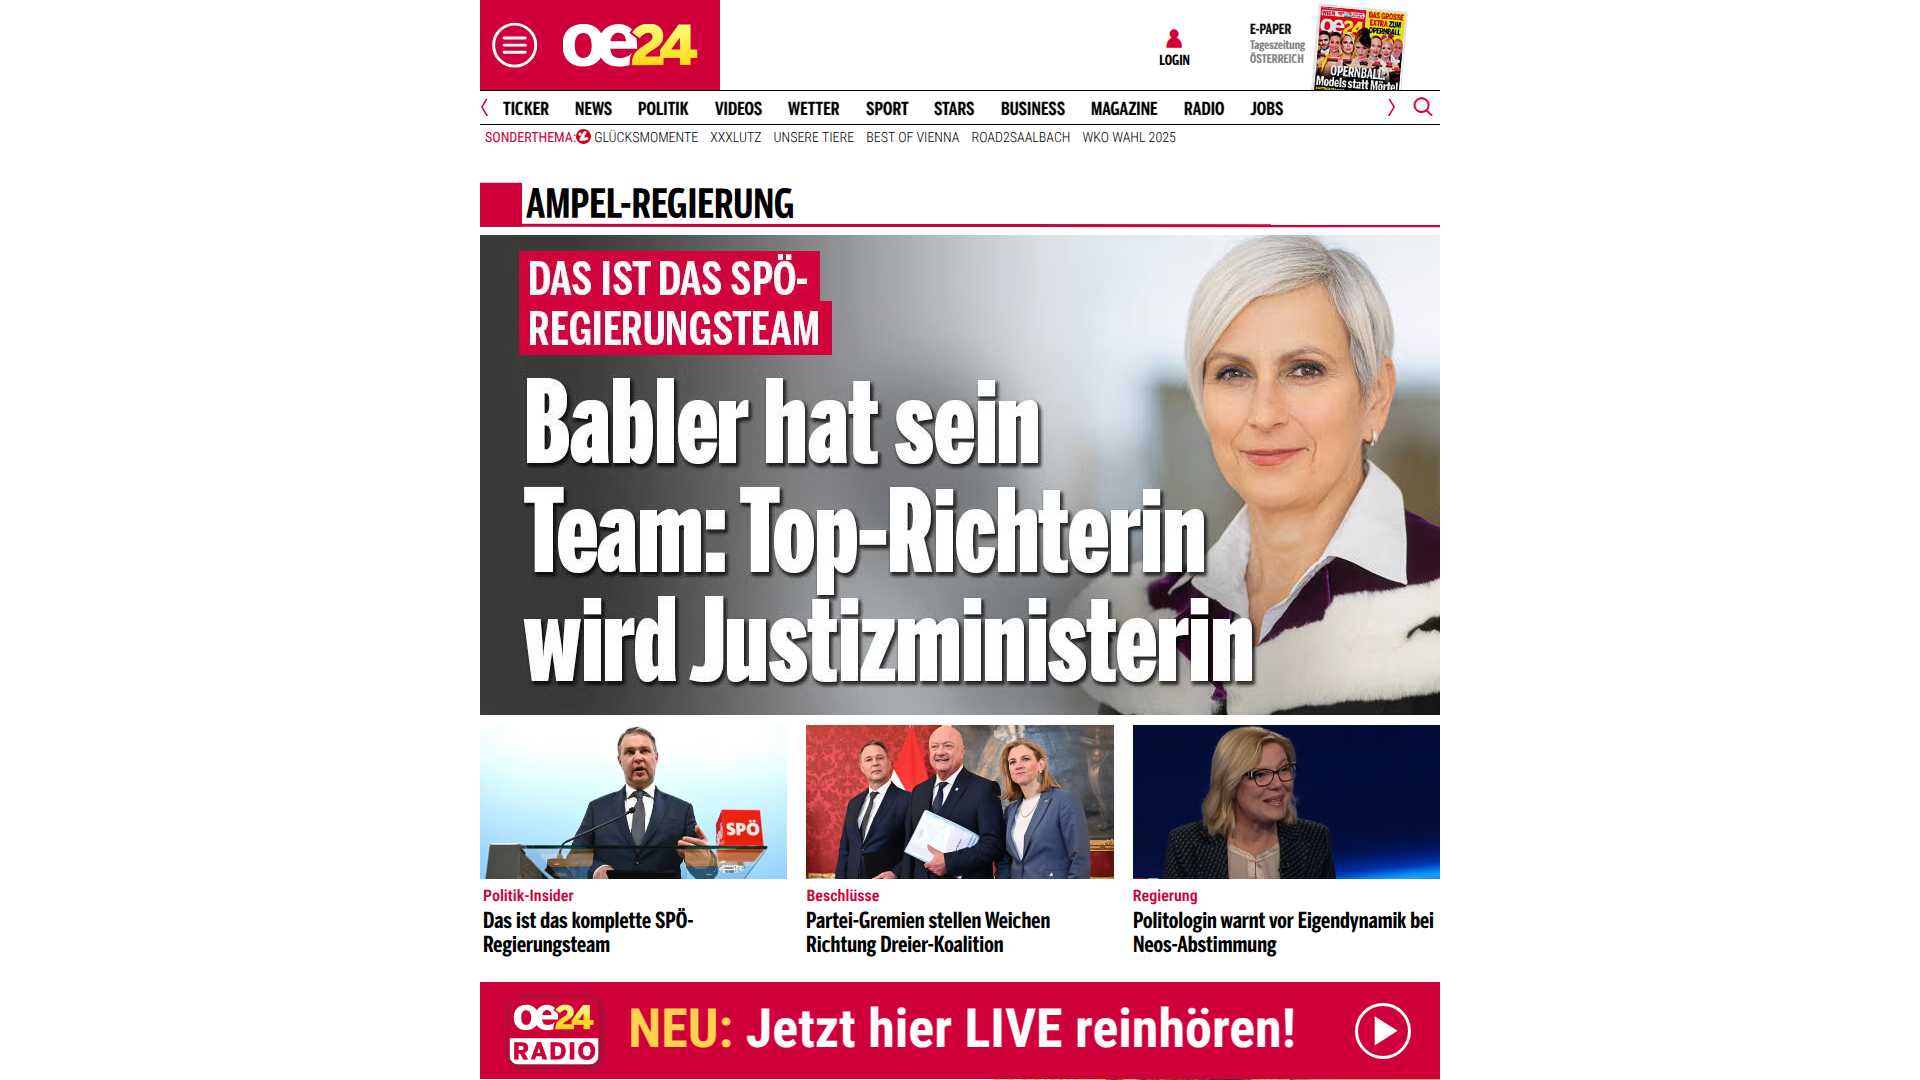 oe24
LOGIN
E-PAPER
Tageszeitung
ÖSTERREICH
DAS GROSSE
EXTRA ZUM
OPERNBALL
oe24
OPERNBALL:
Models statt Mörtel
TICKER NEWS POLITIK VIDEOS WETTER SPORT STARS BUSINESS MAGAZINE RADIO JOBS
SONDERTHEMA: GLÜCKSMOMENTE XXXLUTZ UNSERE TIERE BEST OF VIENNA ROAD2SAALBACH WKO WAHL 2025
AMPEL-REGIERUNG
DAS IST DAS SPÖ-
REGIERUNGSTEAM
Babler hat sein
Team: Top-Richterin
wird Justizministerin
SPÖ
Politik-Insider
Das ist das komplette SPÖ-
Regierungsteam
Beschlüsse
Partei-Gremien stellen Weichen
Richtung Dreier-Koalition
Regierung
Politologin warnt vor Eigendynamik bei
Neos-Abstimmung
oe24
RADIO
NEU: Jetzt hier LIVE reinhören!